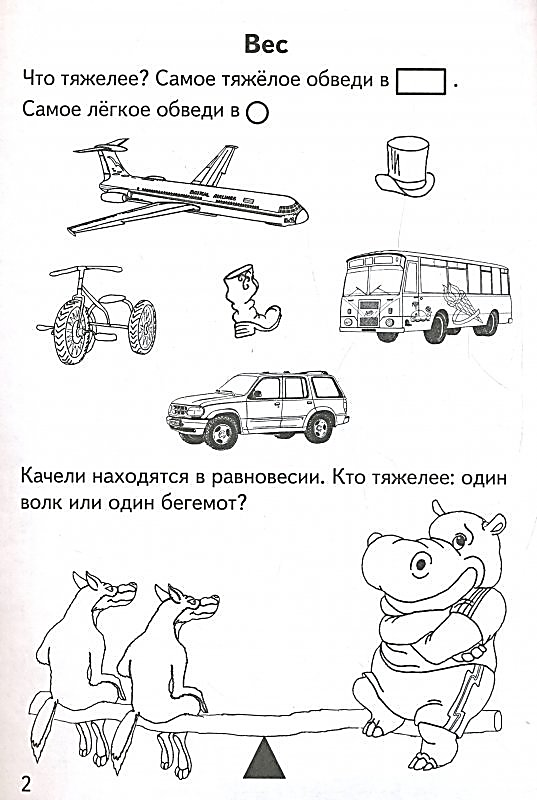 Вес
Что тяжелее? Самое тяжёлое обведи в .
Самое лёгкое обведи в
Качели находятся в равновесии. Кто тяжелее: один
волк или один бегемот?
2